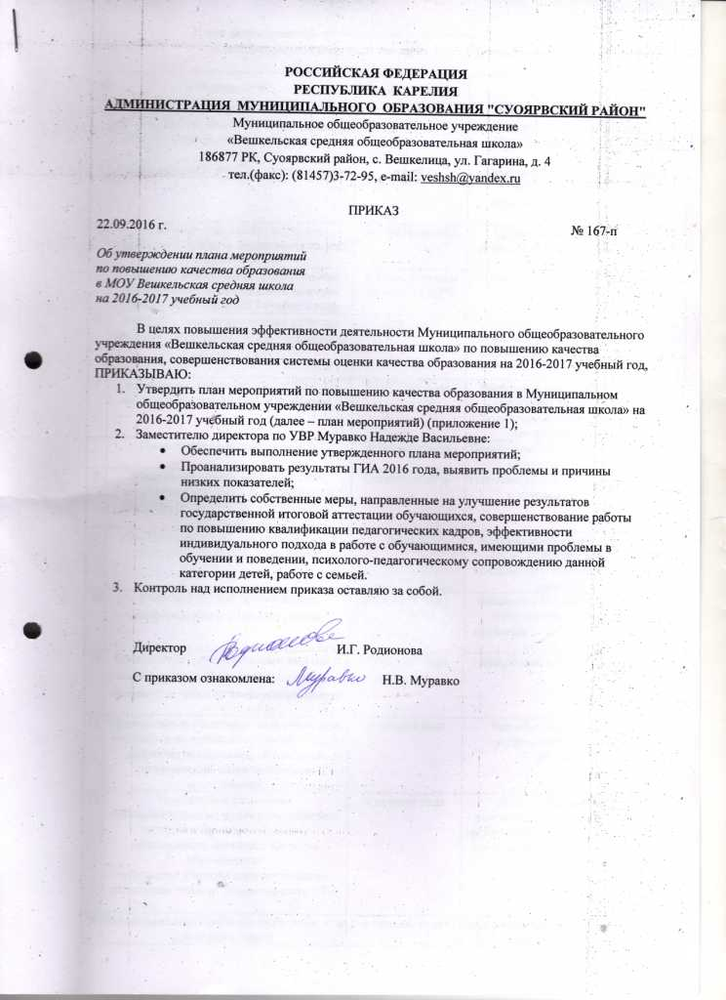 РОССИЙСКАЯ ФЕДЕРАЦИЯ
РЕСПУБЛИКА КАРЕЛИЯ
АДМИНИСТРАЦИЯ МУНИЦИПАЛЬНОГО ОБРАЗОВАНИЯ "СУОЯРВСКИЙ РАЙОН"
Муниципальное общеобразовательное учреждение
«Вешкельская средняя общеобразовательная школа»
186877 РК, Суоярвский район, с. Вешкелица, ул. Гагарина, д. 4
тел.(факс): (81457)3-72-95, e-mail: veshsh@yandex.ru
ПРИКАЗ
22.09.2016 г. № 167-п
Об утверждении плана мероприятий
по повышению качества образования
в МОУ Вешкельская средняя школа
на 2016-2017 учебный год
В целях повышения эффективности деятельности Муниципального общеобразовательного
учреждения «Вешкельская средняя общеобразовательная школа» по повышению качества
образования, совершенствования системы оценки качества образования на 2016-2017 учебный год,
ПРИКАЗЫВАЮ:
1. Утвердить план мероприятий по повышению качества образования в Муниципальном
общеобразовательном учреждении «Вешкельская средняя общеобразовательная школа» на
2016-2017 учебный год (далее – план мероприятий) (приложение 1);
2. Заместителю директора по УВР Муравко Надежде Васильевне:
• Обеспечить выполнение утвержденного плана мероприятий;
• Проанализировать результаты ГИА 2016 года, выявить проблемы и причины
низких показателей;
• Определить собственные меры, направленные на улучшение результатов
государственной итоговой аттестации обучающихся, совершенствование работы
по повышению квалификации педагогических кадров, эффективности
индивидуального подхода в работе с обучающимися, имеющими проблемы в
обучении и поведении, психолого-педагогическому сопровождению данной
категории детей, работе с семьей.
3. Контроль над исполнением приказа оставляю за собой.
Директор Родионова И.Г. Родионова
С приказом ознакомлена: Муравко Н.В. Муравко